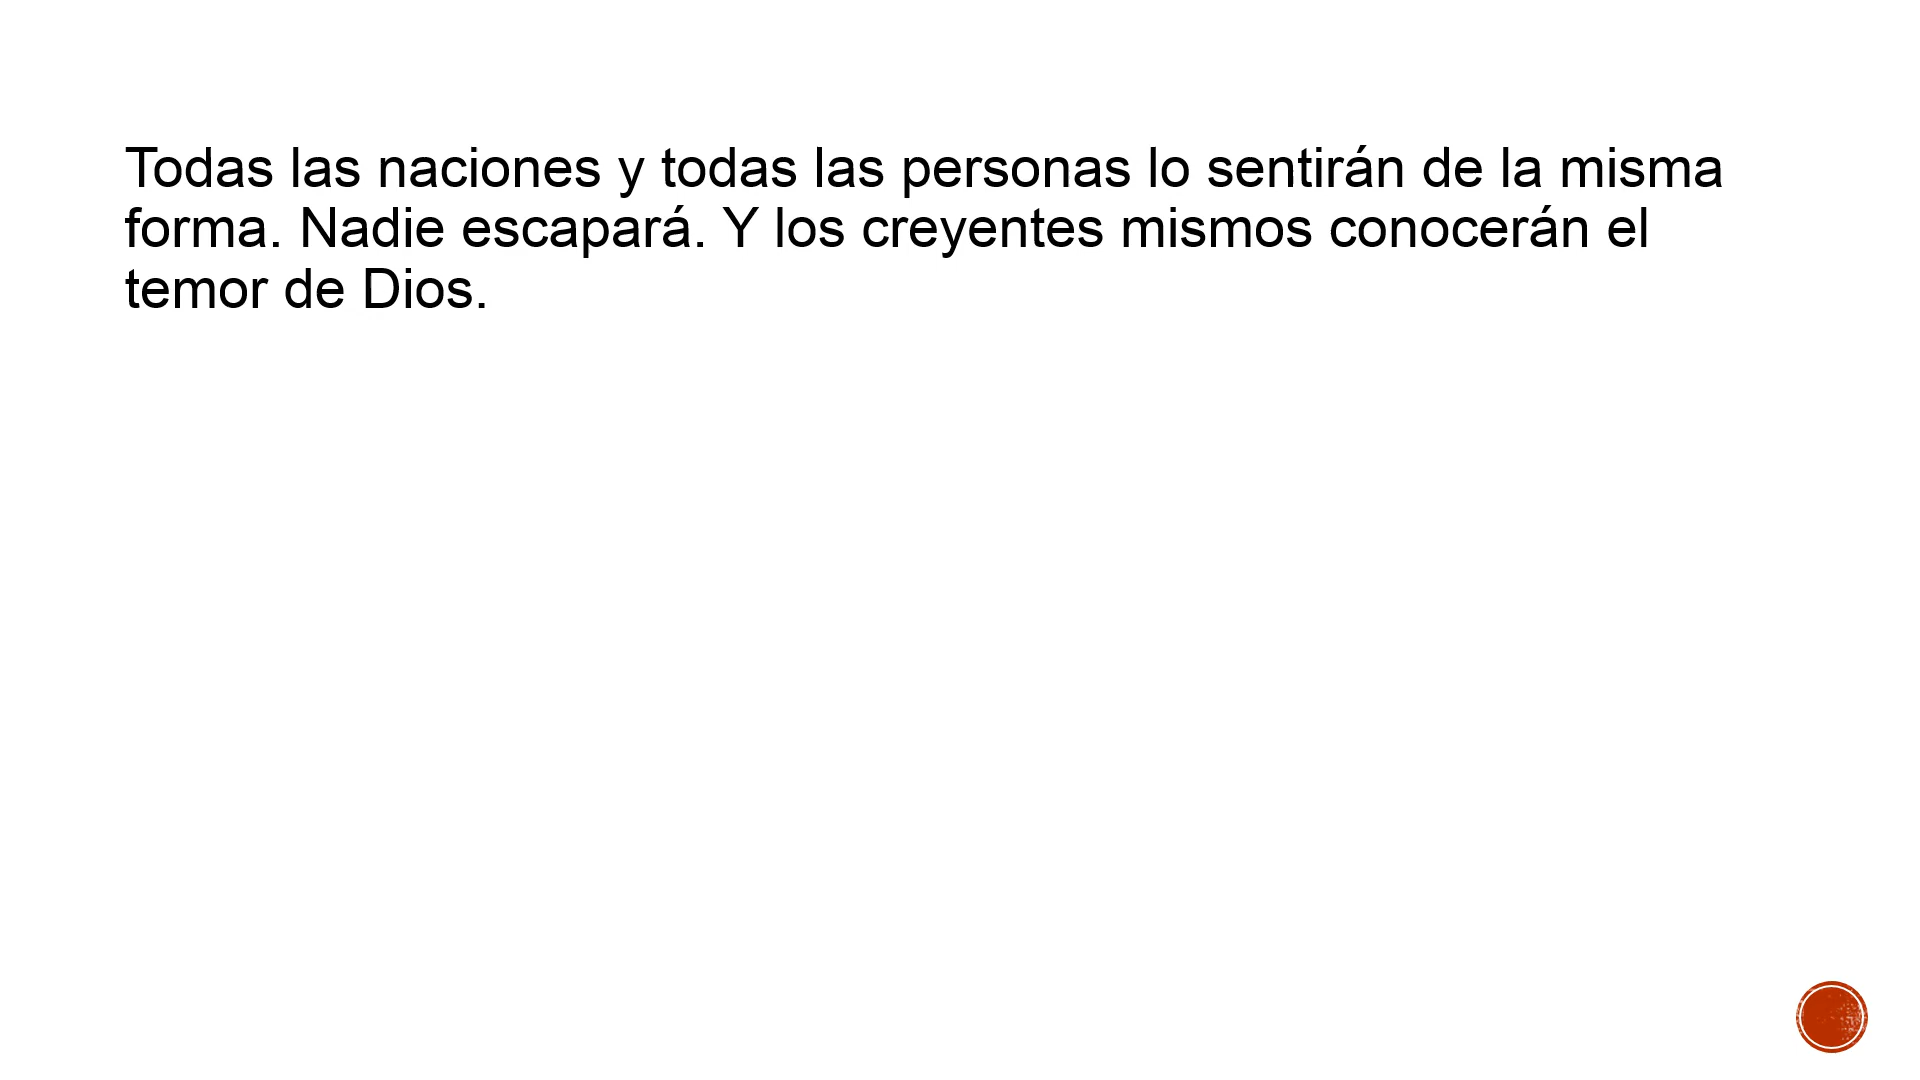 Todas las naciones y todas las personas lo sentirán de la misma
forma. Nadie escapará. Y los creyentes mismos conocerán el
temor de Dios.